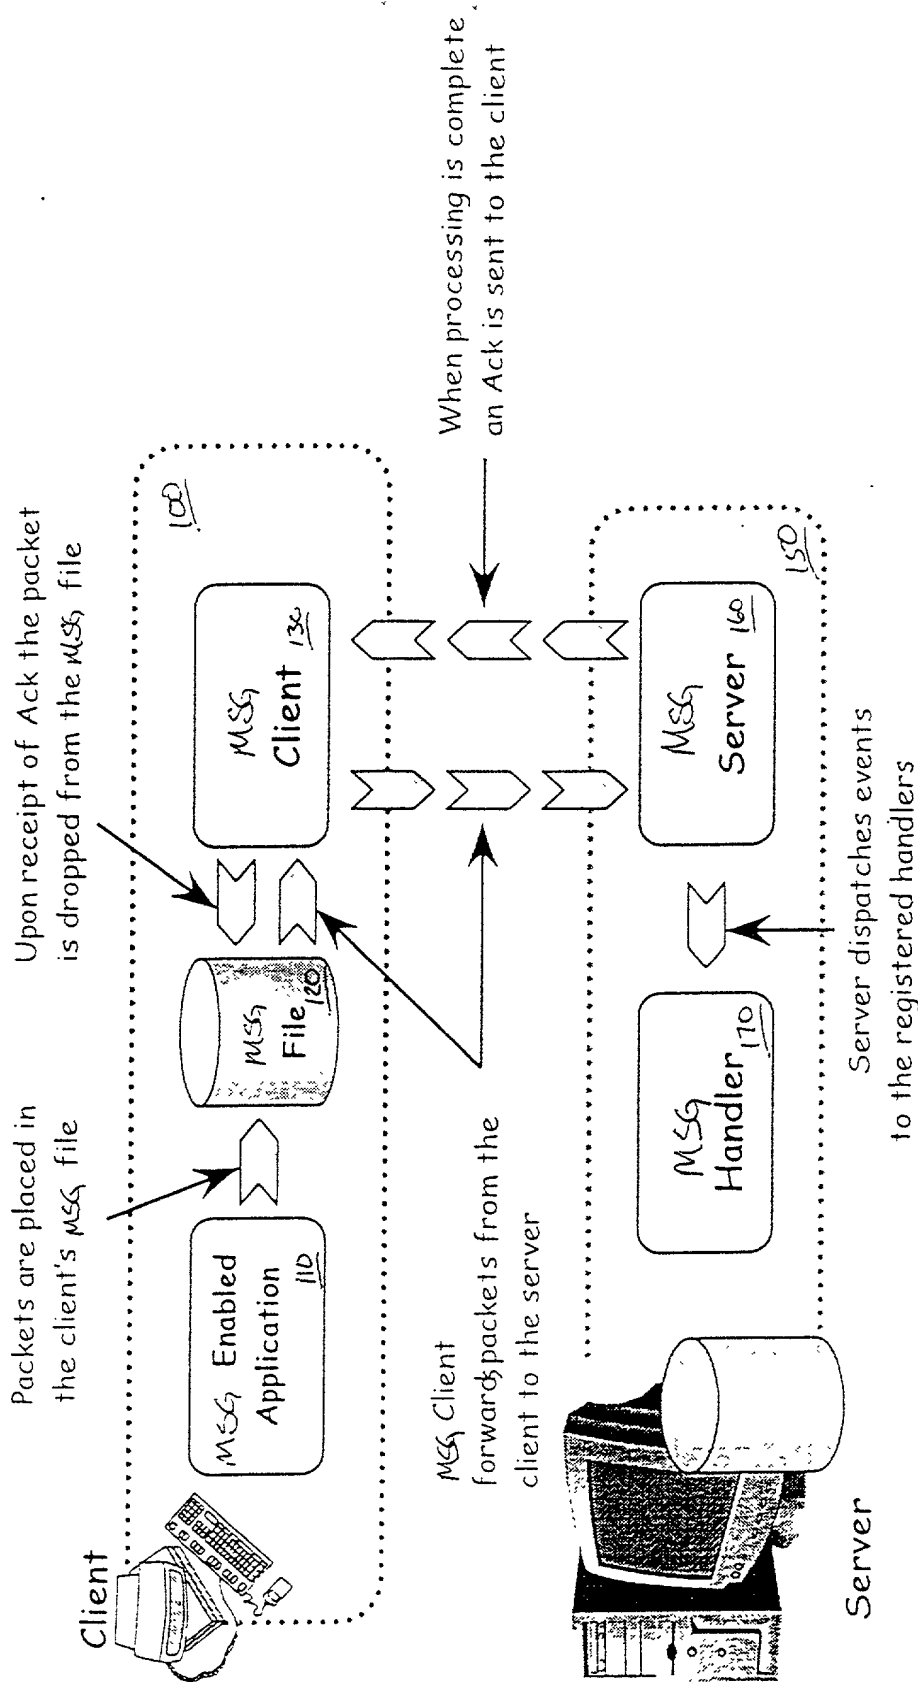 Client
Packets are placed in
the client's MSG file
Upon receipt of Ack the packet
is dropped from the MSG file
100
MSG Enabled
Application
110
MSG
File 120
MSG
Client 130
MSG Client
forwards packets from the
client to the server
When processing is complete
an Ack is sent to the client
Server
MSG
Handler
170
MSG
Server 160
150
Server dispatches events
to the registered handlers